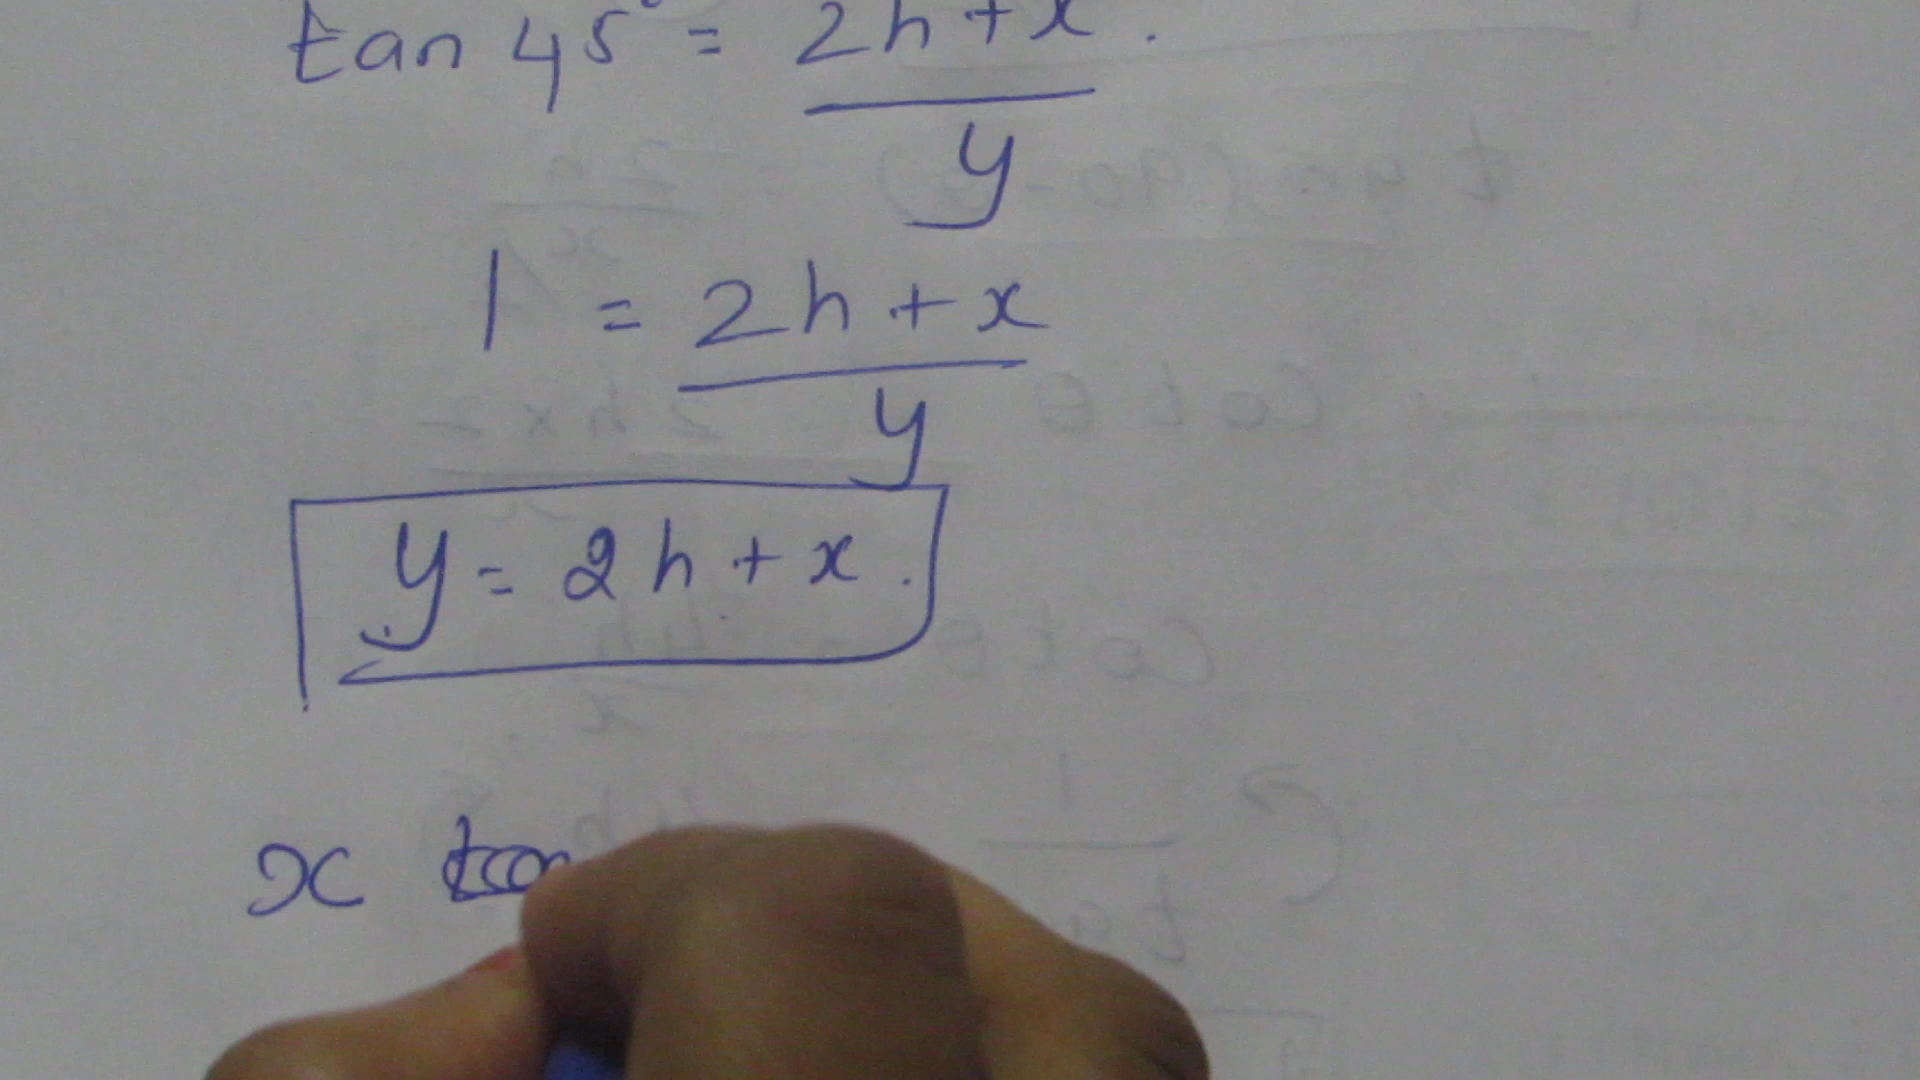 tan 45° = 2h + x .
y
1 = 2h + x
y
y = 2h + x .
x